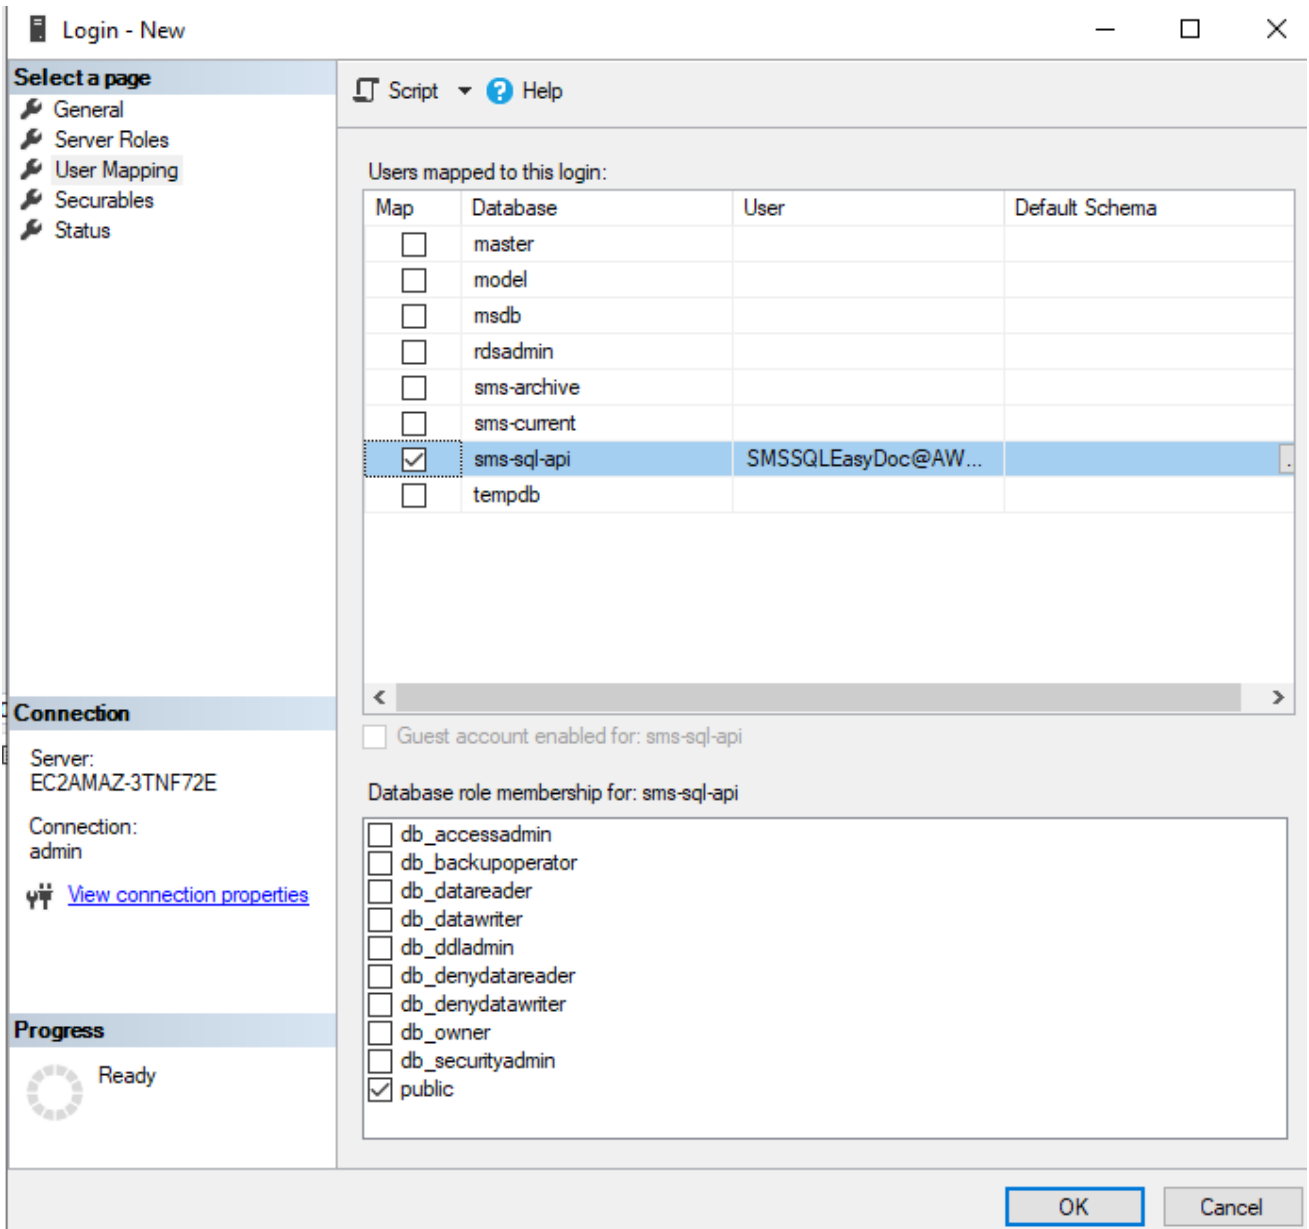 Login - New
Select a page
General
Server Roles
User Mapping
Securables
Status
Script
Help
Users mapped to this login:
Map Database User Default Schema
master
model
msdb
rdsadmin
sms-archive
sms-current
sms-sql-api SMSSQLEasyDoc@AW... .
tempdb
Guest account enabled for: sms-sql-api
Database role membership for: sms-sql-api
db_accessadmin
db_backupoperator
db_datareader
db_datawriter
db_ddladmin
db_denydatareader
db_denydatawriter
db_owner
db_securityadmin
public
Connection
Server:
EC2AMAZ-3TNF72E
Connection:
admin
View connection properties
Progress
Ready
OK Cancel